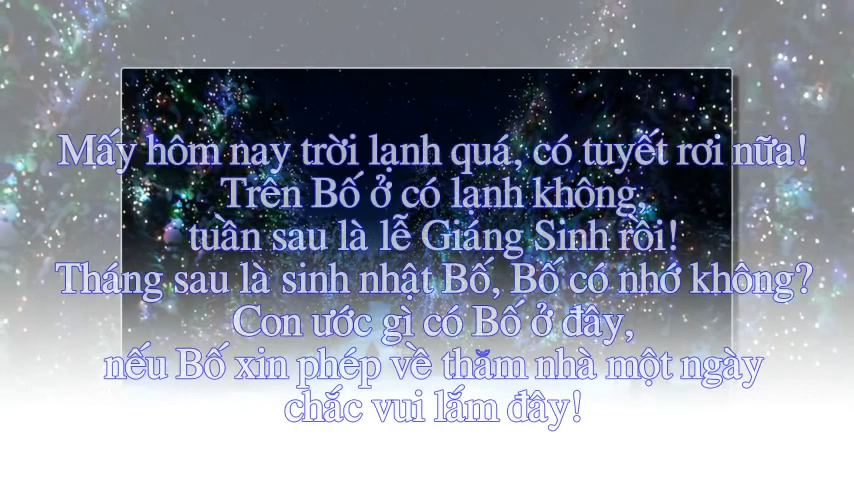 Mấy hôm nay trời lạnh quá, có tuyết rơi nữa!
Trên Bố ở có lạnh không,
tuần sau là lễ Giáng Sinh rồi!
Tháng sau là sinh nhật Bố, Bố có nhớ không?
Con ước gì có Bố ở đây,
nếu Bố xin phép về thăm nhà một ngày
chắc vui lắm đây!